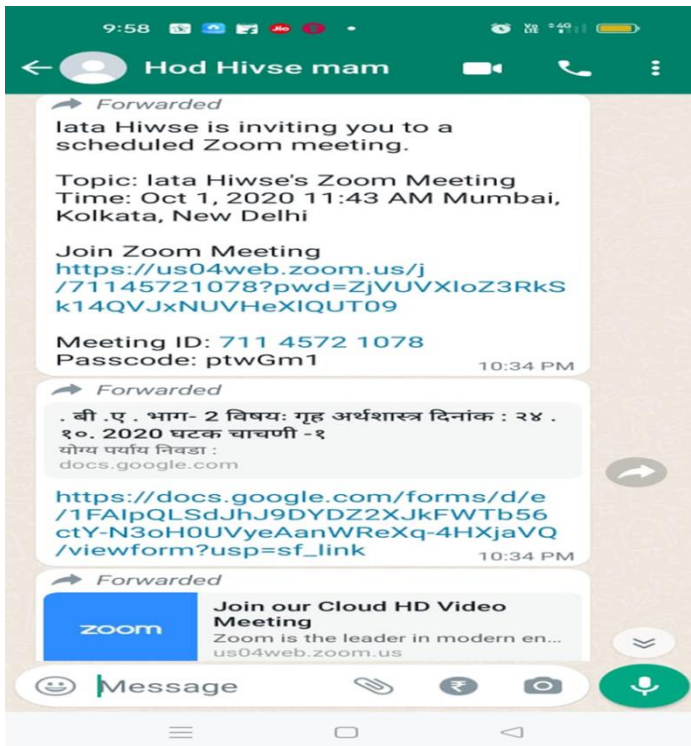 9:58
Jio
Hod Hivse mam
Forwarded
lata Hiwse is inviting you to a
scheduled Zoom meeting.
Topic: lata Hiwse's Zoom Meeting
Time: Oct 1, 2020 11:43 AM Mumbai,
Kolkata, New Delhi
Join Zoom Meeting
https://us04web.zoom.us/j
/71145721078?pwd=ZjVUVXloZ3RkS
k14QVJxNUVHeXlQUT09
Meeting ID: 711 4572 1078
Passcode: ptwGm1
10:34 PM
Forwarded
. बी .ए . भाग- 2 विषयः गृह अर्थशास्त्र दिनांक : २४ .
१०. 2020 घटक चाचणी -१
योग्य पर्याय निवडा :
docs.google.com
https://docs.google.com/forms/d/e
/1FAIpQLSdJhJ9DYDZ2XJkFWTb56
ctY-N3oH0UVyeAanWReXq-4HXjaVQ
/viewform?usp=sf_link
10:34 PM
Forwarded
zoom
Join our Cloud HD Video
Meeting
Zoom is the leader in modern en...
us04web.zoom.us
Message